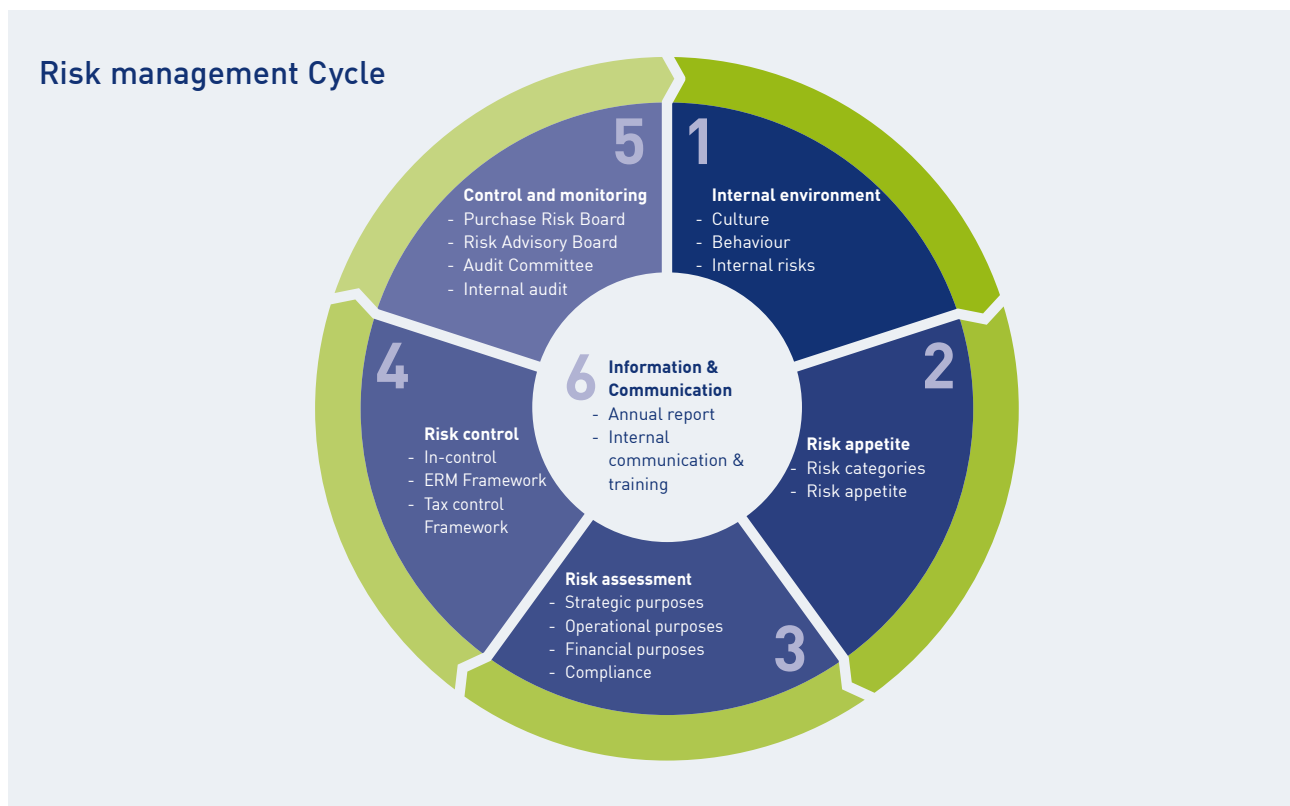 Risk management Cycle
1
Internal environment
- Culture
- Behaviour
- Internal risks
2
Risk appetite
- Risk categories
- Risk appetite
3
Risk assessment
- Strategic purposes
- Operational purposes
- Financial purposes
- Compliance
4
Risk control
- In-control
- ERM Framework
- Tax control
Framework
5
Control and monitoring
- Purchase Risk Board
- Risk Advisory Board
- Audit Committee
- Internal audit
6
Information &
Communication
- Annual report
- Internal
communication &
training